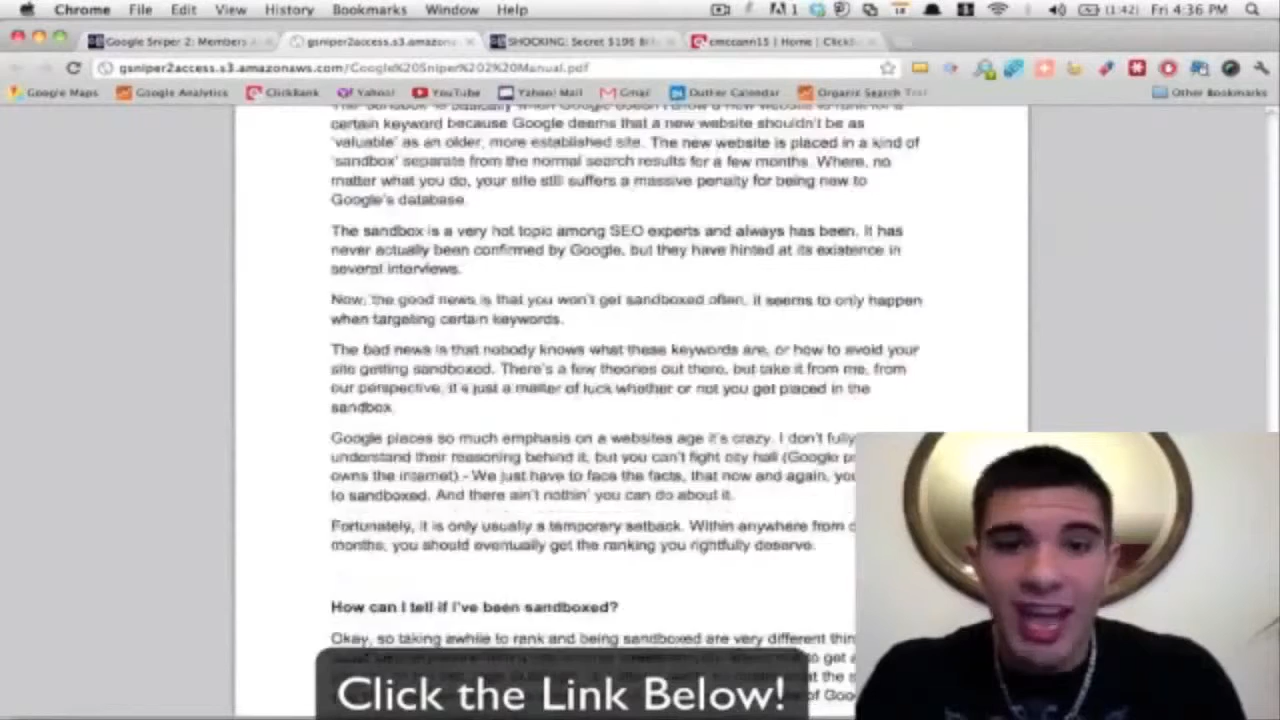 Chrome File Edit View History Bookmarks Window Help 1 18 (1:42) Fri 4:36 PM
Google Sniper 2: Members gsniper2access.s3.amazon SHOCKING: Secret $19 cmccann15 | Home | Click
gsniper2access.s3.amazonaws.com/Google%20Sniper%202%20Manual.pdf
Google Maps Google Analytics ClickBank Yahoo! YouTube Yahoo! Mail Gmail Calendar Organic Search Other Bookmarks
certain keyword because Google deems that a new website shouldn't be as
'valuable' as an older, more established site. The new website is placed in a kind of
'sandbox' separate from the normal search results for a few months. Where, no
matter what you do, your site still suffers a massive penalty for being new to
Google's database.
The sandbox is a very hot topic among SEO experts and always has been. It has
never actually been confirmed by Google, but they have hinted at its existence in
several interviews.
Now, the good news is that you won't get sandboxed often, it seems to only happen
when targeting certain keywords.
The bad news is that nobody knows what these keywords are, or how to avoid your
site getting sandboxed. There's a few theories out there, but take it from me, from
our perspective, it's just a matter of luck whether or not you get placed in the
sandbox.
Google places so much emphasis on a websites age it's crazy. I don't fully
understand their reasoning behind it, but you can't fight city hall (Google p
owns the internet) - We just have to face the facts, that now and again, yo
to sandboxed. And there ain't nothin' you can do about it.
Fortunately, it is only usually a temporary setback. Within anywhere from
months, you should eventually get the ranking you rightfully deserve.
How can I tell if I've been sandboxed?
Okay, so taking awhile to rank and being sandboxed are very different thin
to get
the s
of Goo
Click the Link Below!